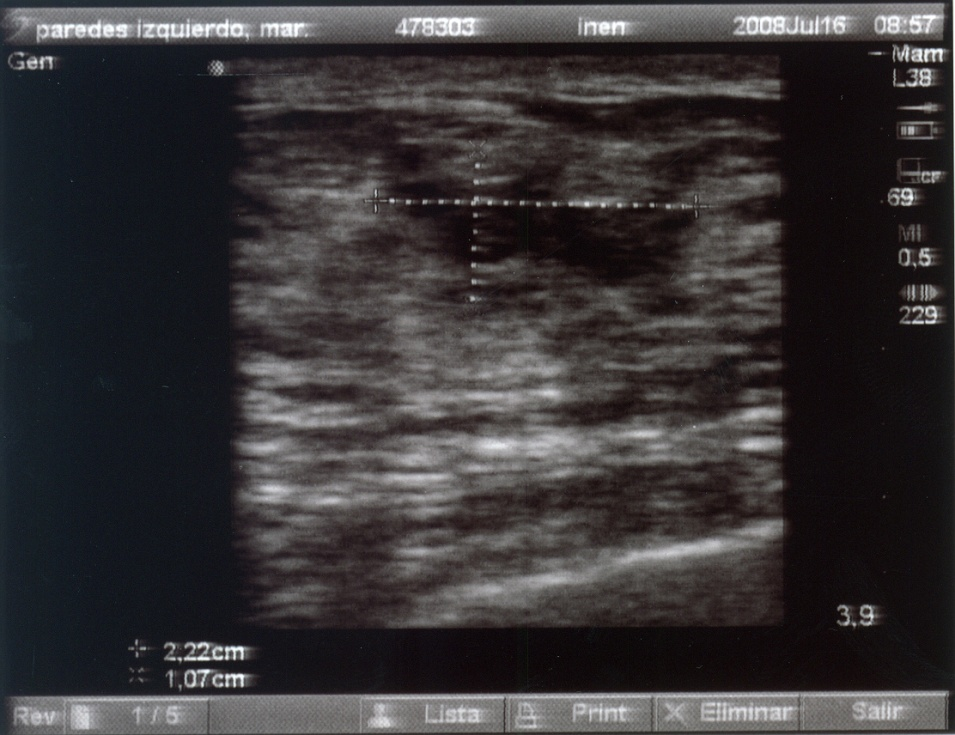 paredes izquierdo, mar. 478303 inen 2008Jul16 08:57
Gen
Mam
L38
CF
69
MI
0,5
229
3,9
2,22cm
1,07cm
Rev 1 / 5 Lista Print Eliminar Salir